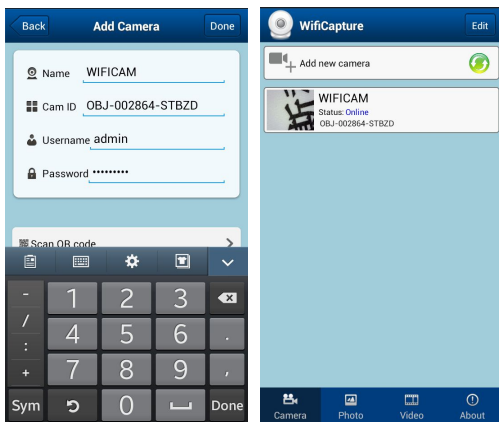 Back Add Camera Done
Name WIFICAM
Cam ID OBJ-002864-STBZD
Username admin
Password •••••••••
Scan QR code
- 1 2 3
/ 4 5 6 .
:
+ 7 8 9 ,
Sym 0 Done
WifiCapture Edit
Add new camera
WIFICAM
Status: Online
OBJ-002864-STBZD
Camera Photo Video About